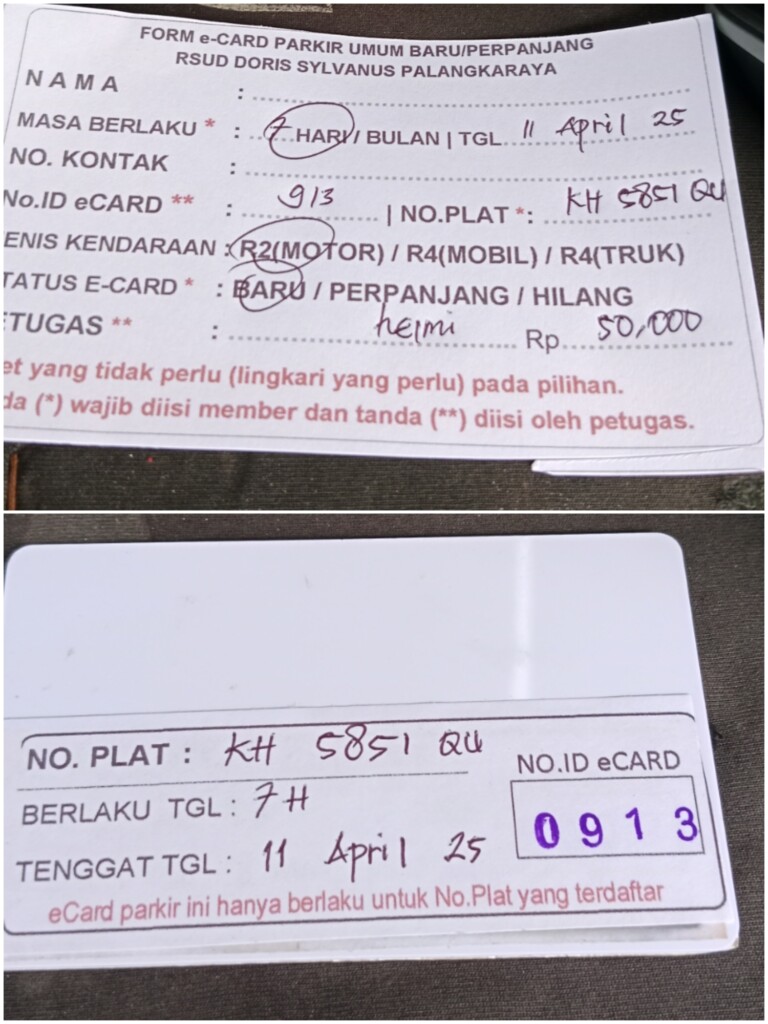 FORM e-CARD PARKIR UMUM BARU/PERPANJANG
RSUD DORIS SYLVANUS PALANGKARAYA
NAMA :
MASA BERLAKU * : 7 HARI / BULAN | TGL 11 April 25
NO. KONTAK :
No.ID eCARD ** : 913 | NO.PLAT *: KH 5851 QU
ENIS KENDARAAN : R2(MOTOR) / R4(MOBIL) / R4(TRUK)
TATUS E-CARD * : BARU / PERPANJANG / HILANG
ETUGAS ** : helmi Rp 50,000
et yang tidak perlu (lingkari yang perlu) pada pilihan.
da (*) wajib diisi member dan tanda (**) diisi oleh petugas.
NO. PLAT : KH 5851 QU
NO.ID eCARD
BERLAKU TGL : 7 H
0913
TENGGAT TGL : 11 April 25
eCard parkir ini hanya berlaku untuk No.Plat yang terdaftar